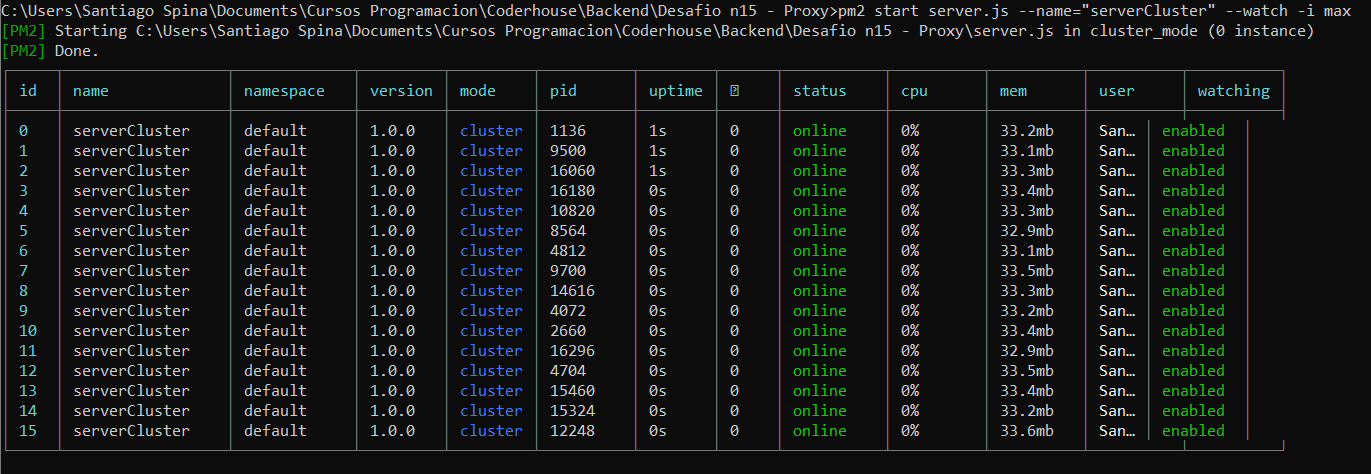 C:\Users\Santiago Spina\Documents\Cursos Programacion\Coderhouse\Backend\Desafio n15 - Proxy>pm2 start server.js --name="serverCluster" --watch -i max
[PM2] Starting C:\Users\Santiago Spina\Documents\Cursos Programacion\Coderhouse\Backend\Desafio n15 - Proxy\server.js in cluster_mode (0 instance)
[PM2] Done.
id name namespace version mode pid uptime status cpu mem user watching
0 serverCluster default 1.0.0 cluster 1136 1s 0 online 0% 33.2mb San… enabled
1 serverCluster default 1.0.0 cluster 9500 1s 0 online 0% 33.1mb San… enabled
2 serverCluster default 1.0.0 cluster 16060 1s 0 online 0% 33.3mb San… enabled
3 serverCluster default 1.0.0 cluster 16180 0s 0 online 0% 33.4mb San… enabled
4 serverCluster default 1.0.0 cluster 10820 0s 0 online 0% 33.3mb San… enabled
5 serverCluster default 1.0.0 cluster 8564 0s 0 online 0% 32.9mb San… enabled
6 serverCluster default 1.0.0 cluster 4812 0s 0 online 0% 33.1mb San… enabled
7 serverCluster default 1.0.0 cluster 9700 0s 0 online 0% 33.5mb San… enabled
8 serverCluster default 1.0.0 cluster 14616 0s 0 online 0% 33.3mb San… enabled
9 serverCluster default 1.0.0 cluster 4072 0s 0 online 0% 33.2mb San… enabled
10 serverCluster default 1.0.0 cluster 2660 0s 0 online 0% 33.4mb San… enabled
11 serverCluster default 1.0.0 cluster 16296 0s 0 online 0% 32.9mb San… enabled
12 serverCluster default 1.0.0 cluster 4704 0s 0 online 0% 33.5mb San… enabled
13 serverCluster default 1.0.0 cluster 15460 0s 0 online 0% 33.4mb San… enabled
14 serverCluster default 1.0.0 cluster 15324 0s 0 online 0% 33.2mb San… enabled
15 serverCluster default 1.0.0 cluster 12248 0s 0 online 0% 33.6mb San… enabled